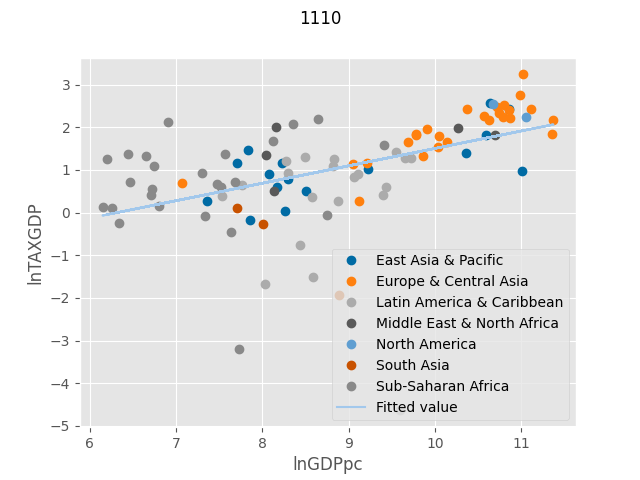 1110
3
2
1
0
−1
−2
−3
−4
−5
lnTAXGDP
East Asia & Pacific
Europe & Central Asia
Latin America & Caribbean
Middle East & North Africa
North America
South Asia
Sub-Saharan Africa
Fitted value
6 7 8 9 10 11
lnGDPpc